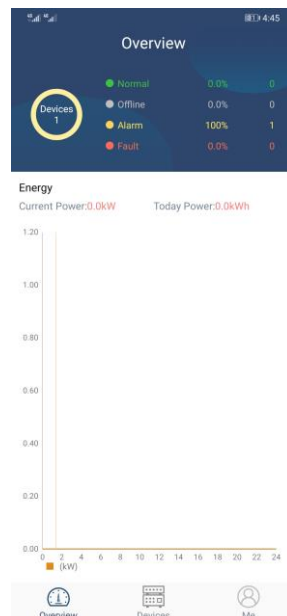 4:45
Overview
Devices
1
Normal 0.0% 0
Offline 0.0% 0
Alarm 100% 1
Fault 0.0% 0
Energy
Current Power:0.0kW Today Power:0.0kWh
1.20
1.00
0.80
0.60
0.40
0.20
0.00
0 2 4 6 8 10 12 14 16 18 20 22 24
(kW)
Overview Devices Me